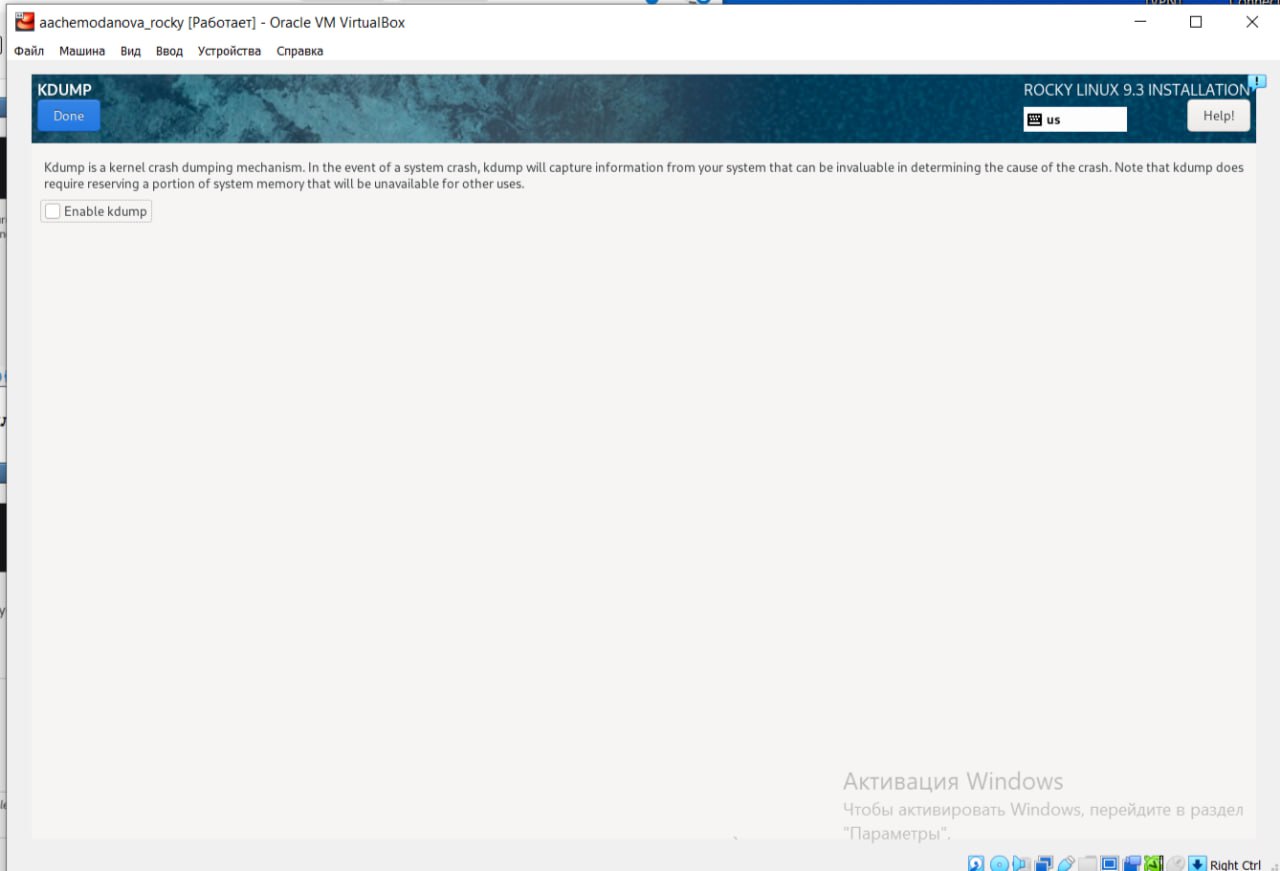 aachemodanova_rocky [Работает] - Oracle VM VirtualBox
Файл Машина Вид Ввод Устройства Справка
KDUMP
ROCKY LINUX 9.3 INSTALLATION
Done
us
Help!
Kdump is a kernel crash dumping mechanism. In the event of a system crash, kdump will capture information from your system that can be invaluable in determining the cause of the crash. Note that kdump does
require reserving a portion of system memory that will be unavailable for other uses.
Enable kdump
Активация Windows
Чтобы активировать Windows, перейдите в раздел
"Параметры".
Right Ctrl